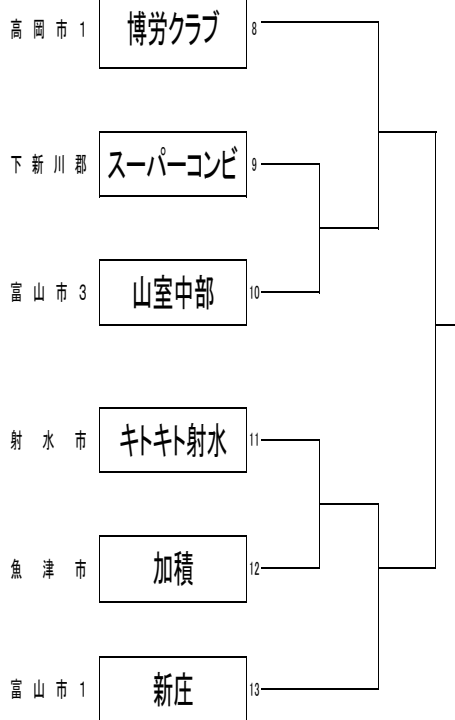 高岡市1 博労クラブ 8
下新川郡 スーパーコンビ 9
富山市3 山室中部 10
射水市 キトキト射水 11
魚津市 加積 12
富山市1 新庄 13